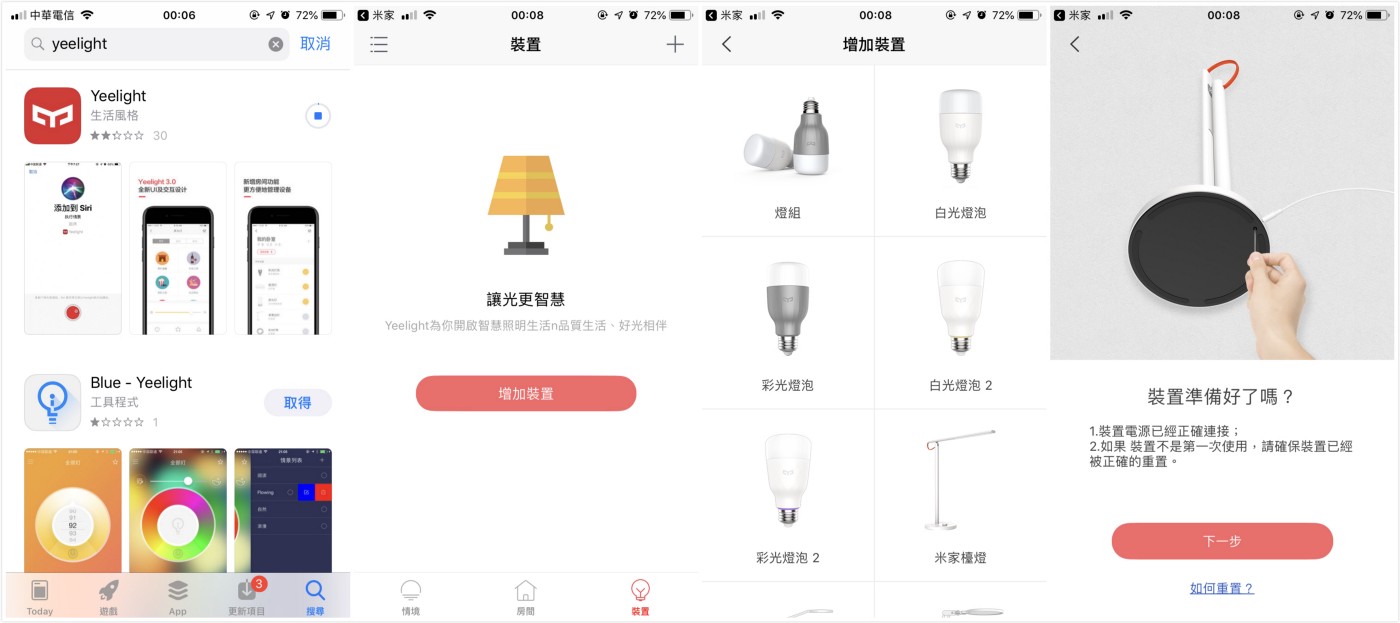 中華電信
00:06
72%
yeelight
取消
Yeelight
生活風格
30
添加到 Siri
Yeelight 3.0
全新UI及交互设计
新增房间功能
更方便地管理设备
Blue - Yeelight
工具程式
1
取得
情景列表
Flowing
92
Today
遊戲
App
更新項目
3
搜尋
米家
00:08
72%
裝置
讓光更智慧
Yeelight為你開啟智慧照明生活n品質生活、好光相伴
增加裝置
情境
房間
裝置
米家
00:08
72%
增加裝置
燈組
白光燈泡
彩光燈泡
白光燈泡 2
彩光燈泡 2
米家檯燈
米家
00:08
72%
裝置準備好了嗎？
1.裝置電源已經正確連接；
2.如果 裝置不是第一次使用，請確保裝置已經
被正確的重置。
下一步
如何重置？